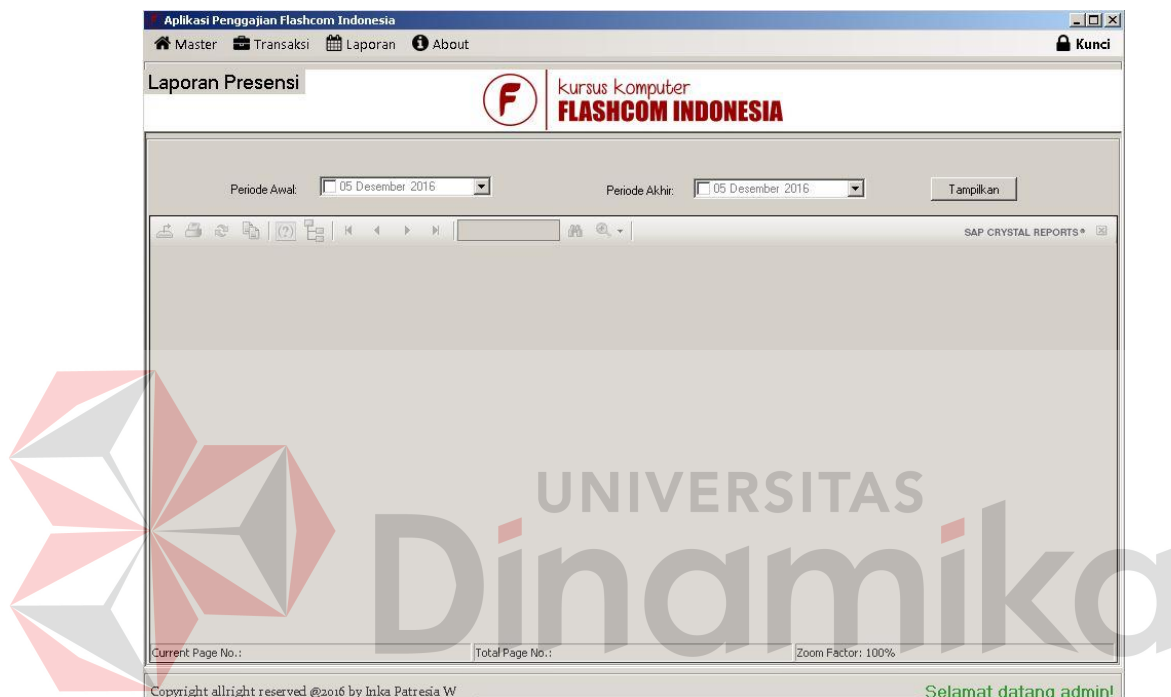 Aplikasi Penggajian Flashcom Indonesia
Master Transaksi Laporan About Kunci
Laporan Presensi
F
kursus komputer
FLASHCOM INDONESIA
Periode Awal: 05 Desember 2016 Periode Akhir: 05 Desember 2016 Tampilkan
SAP CRYSTAL REPORTS®
UNIVERSITAS
Dinamika
Current Page No.: Total Page No.: Zoom Factor: 100%
Copyright allright reserved @2016 by Inka Patresia W
Selamat datang admin!